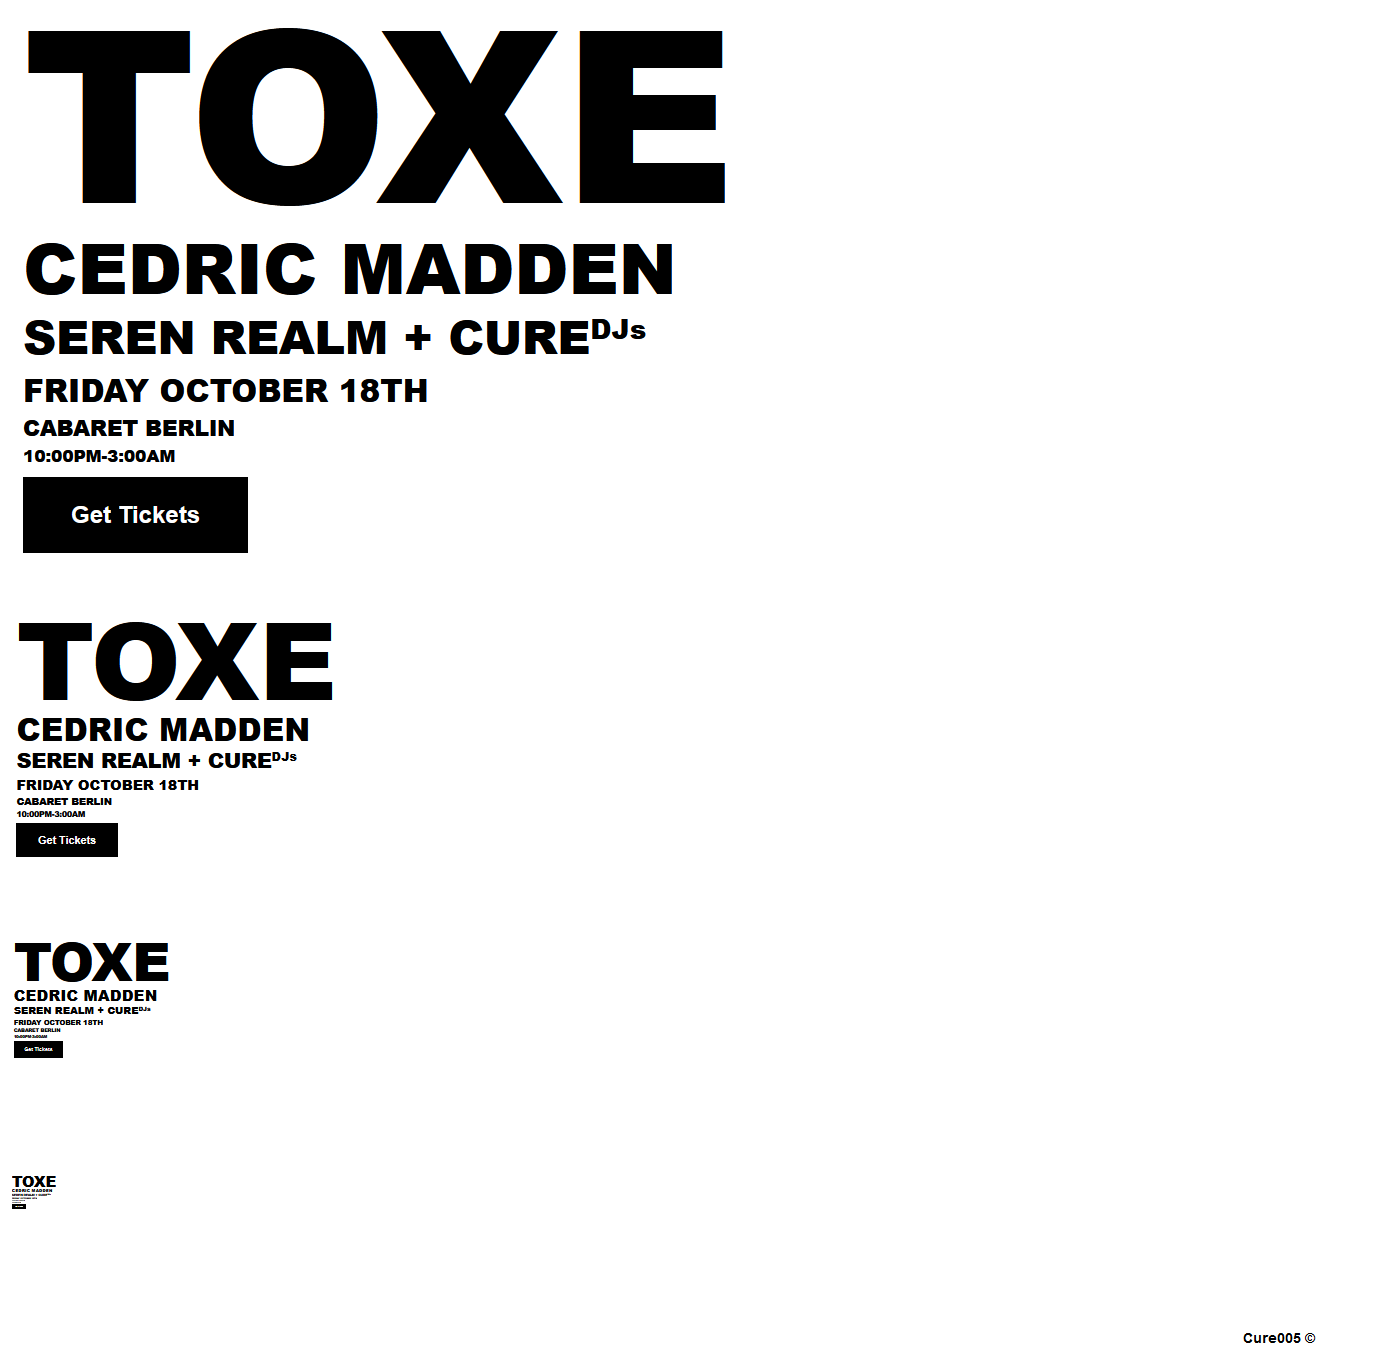 TOXE
CEDRIC MADDEN
SEREN REALM + CURE DJs
FRIDAY OCTOBER 18TH
CABARET BERLIN
10:00PM-3:00AM
Get Tickets
TOXE
CEDRIC MADDEN
SEREN REALM + CURE DJs
FRIDAY OCTOBER 18TH
CABARET BERLIN
10:00PM-3:00AM
Get Tickets
TOXE
CEDRIC MADDEN
SEREN REALM + CURE DJs
FRIDAY OCTOBER 18TH
CABARET BERLIN
10:00PM-3:00AM
Get Tickets
TOXE
CEDRIC MADDEN
Cure005 ©